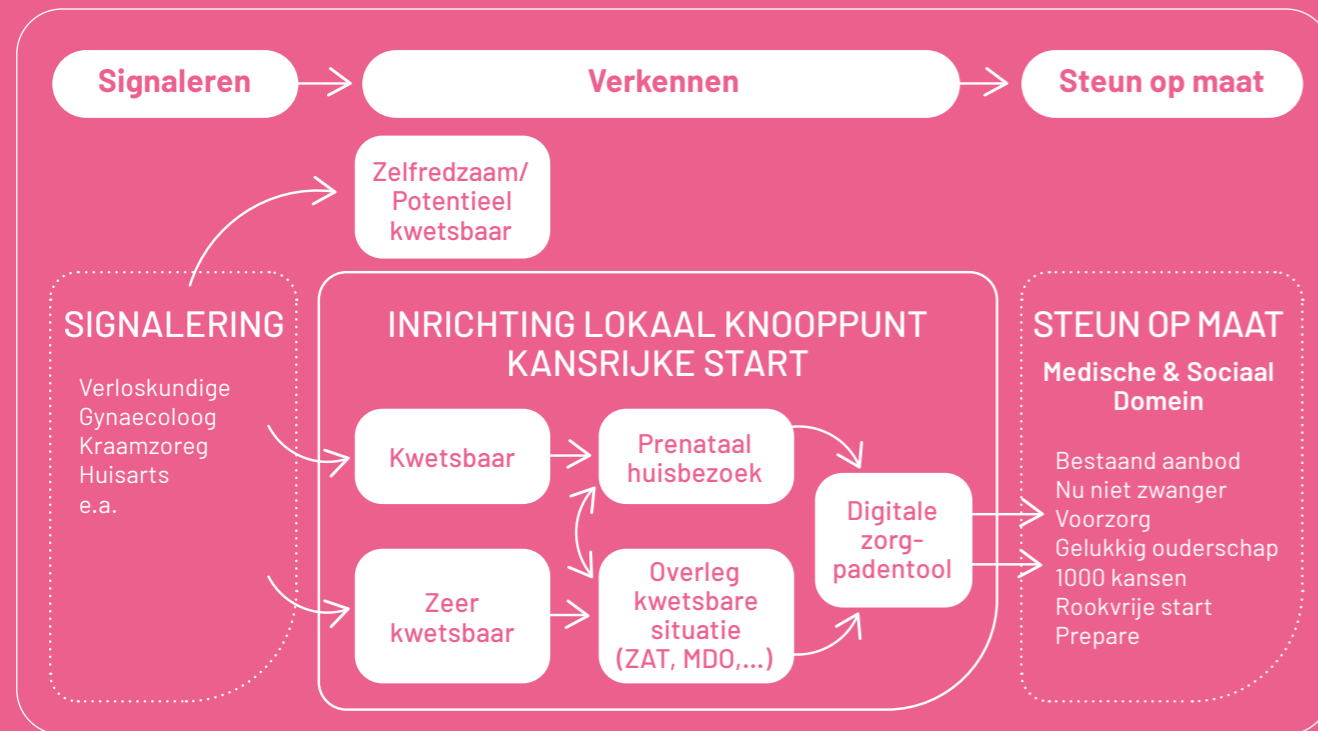 Signaleren
Verkennen
Steun op maat
Zelfredzaam/
Potentieel
kwetsbaar
SIGNALERING
Verloskundige
Gynaecoloog
Kraamzoreg
Huisarts
e.a.
INRICHTING LOKAAL KNOOPPUNT
KANSRIJKE START
Kwetsbaar
Prenataal
huisbezoek
Zeer
kwetsbaar
Overleg
kwetsbare
situatie
(ZAT, MDO,...)
Digitale
zorg-
padentool
STEUN OP MAAT
Medische & Sociaal
Domein
Bestaand aanbod
Nu niet zwanger
Voorzorg
Gelukkig ouderschap
1000 kansen
Rookvrije start
Prepare